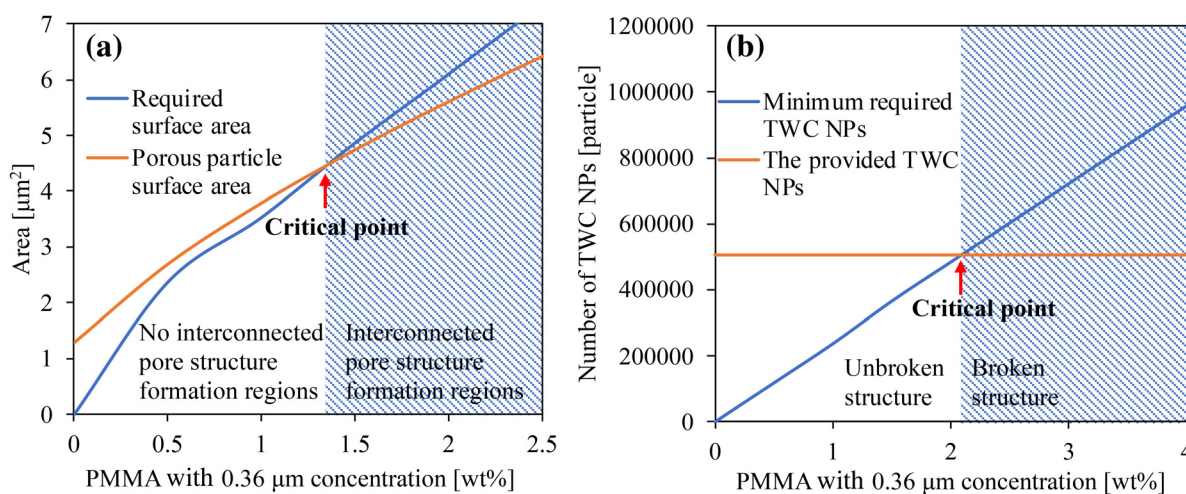 (a)
Area [μm²]
7
6
5
4
3
2
1
0
Required
surface area
Porous particle
surface area
Critical point
No interconnected
pore structure
formation regions
Interconnected
pore structure
formation regions
0 0.5 1 1.5 2 2.5
PMMA with 0.36 μm concentration [wt%]
(b)
Number of TWC NPs [particle]
1200000
1000000
800000
600000
400000
200000
0
Minimum required
TWC NPs
The provided TWC
NPs
Critical point
Unbroken
structure
Broken
structure
0 1 2 3 4
PMMA with 0.36 μm concentration [wt%]